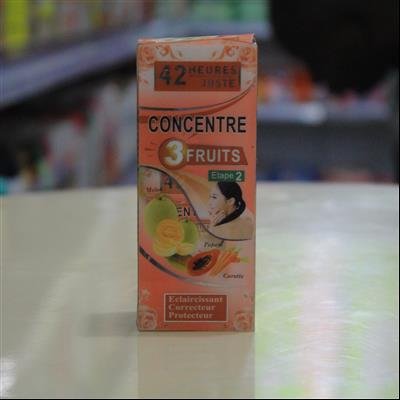 42 HEURES
JUSTE
CONCENTRE
3 FRUITS
Etape 2
Melon
Papaye
Carotte
Eclaircissant
Correcteur
Protecteur